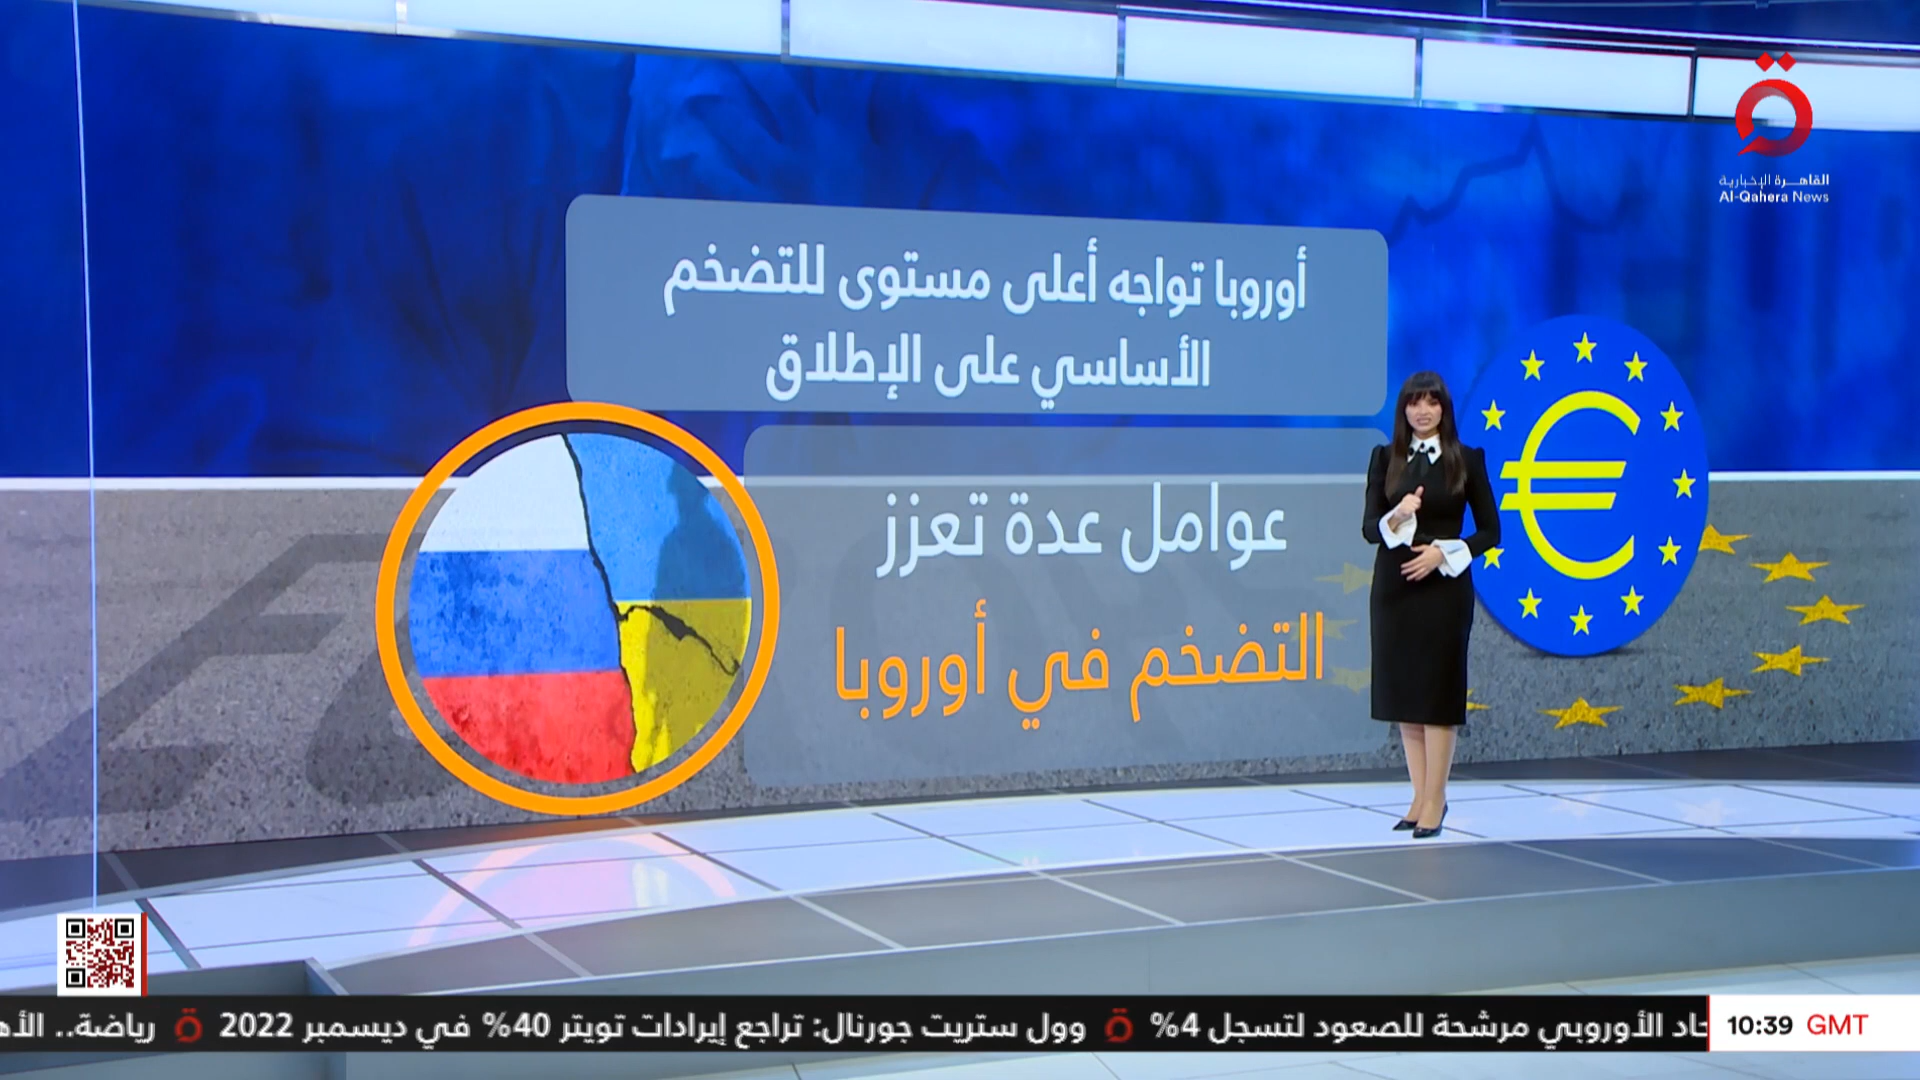 القاهرة الإخبارية
Al-Qahera News
أوروبا تواجه أعلى مستوى للتضخم
الأساسي على الإطلاق
عوامل عدة تعزز
التضخم في أوروبا
€
الأوروبي مرشحة للصعود لتسجل 4% وول ستريت جورنال: تراجع إيرادات تويتر 40% في ديسمبر 2022 رياضة..
10:39 GMT